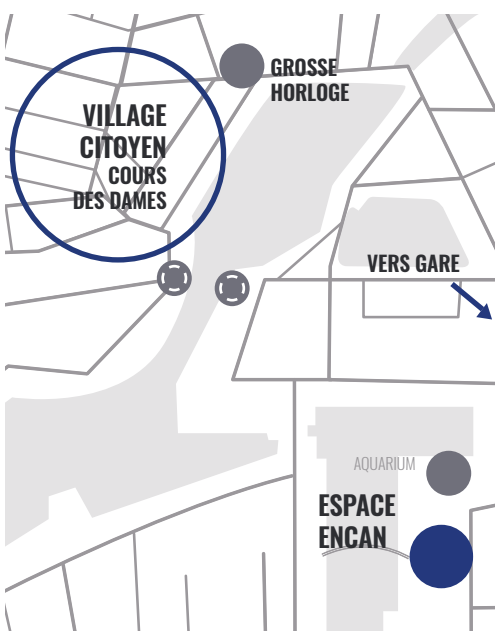 GROSSE
HORLOGE
VILLAGE
CITOYEN
COURS
DES DAMES
VERS GARE
AQUARIUM
ESPACE
ENCAN